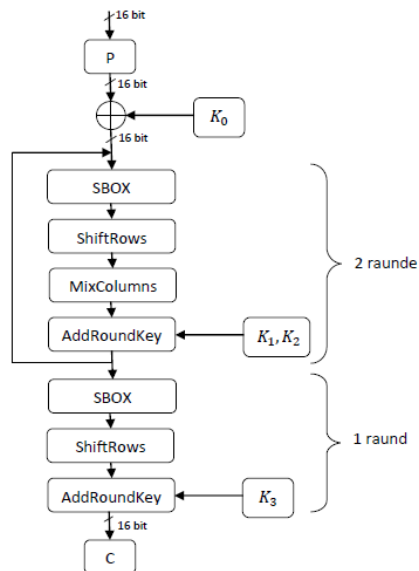 16 bit
P
16 bit
K₀
16 bit
SBOX
ShiftRows
MixColumns
2 raunde
AddRoundKey
K₁, K₂
SBOX
ShiftRows
1 raund
AddRoundKey
K₃
16 bit
C